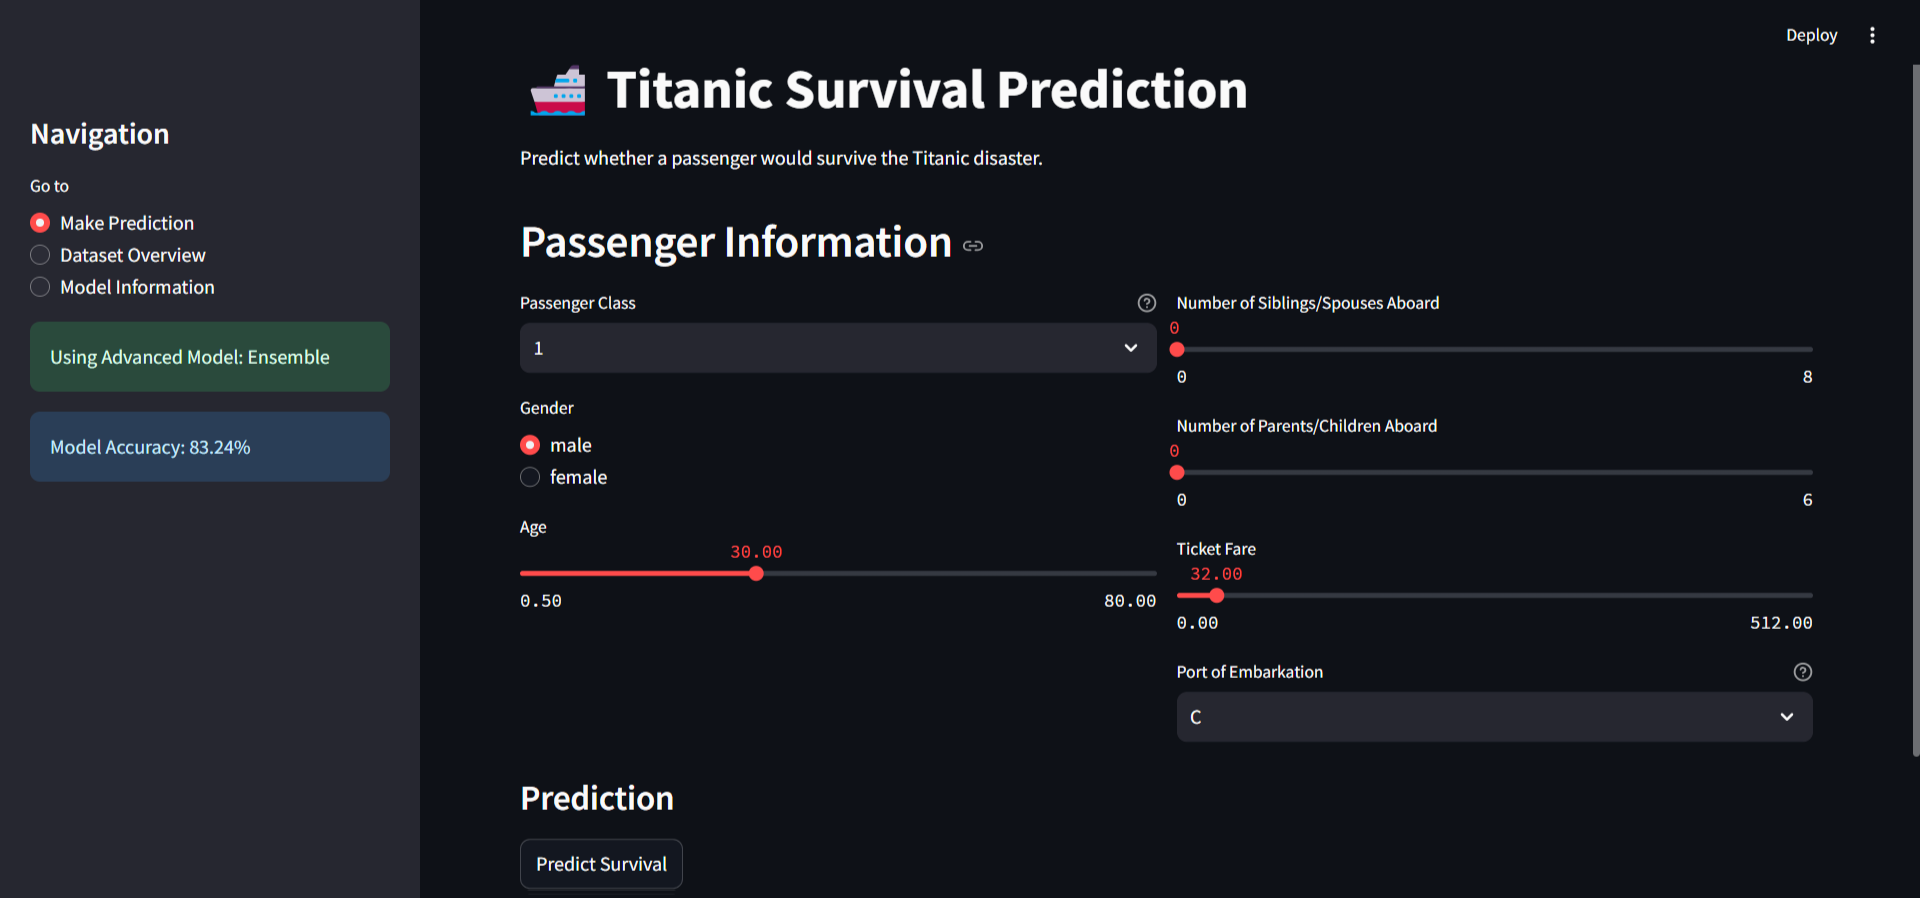 Deploy
Navigation
Go to
Make Prediction
Dataset Overview
Model Information
Using Advanced Model: Ensemble
Model Accuracy: 83.24%
Titanic Survival Prediction
Predict whether a passenger would survive the Titanic disaster.
Passenger Information
Passenger Class
1
Gender
male
female
Age
30.00
0.50 80.00
Number of Siblings/Spouses Aboard
0
0 8
Number of Parents/Children Aboard
0
0 6
Ticket Fare
32.00
0.00 512.00
Port of Embarkation
C
Prediction
Predict Survival